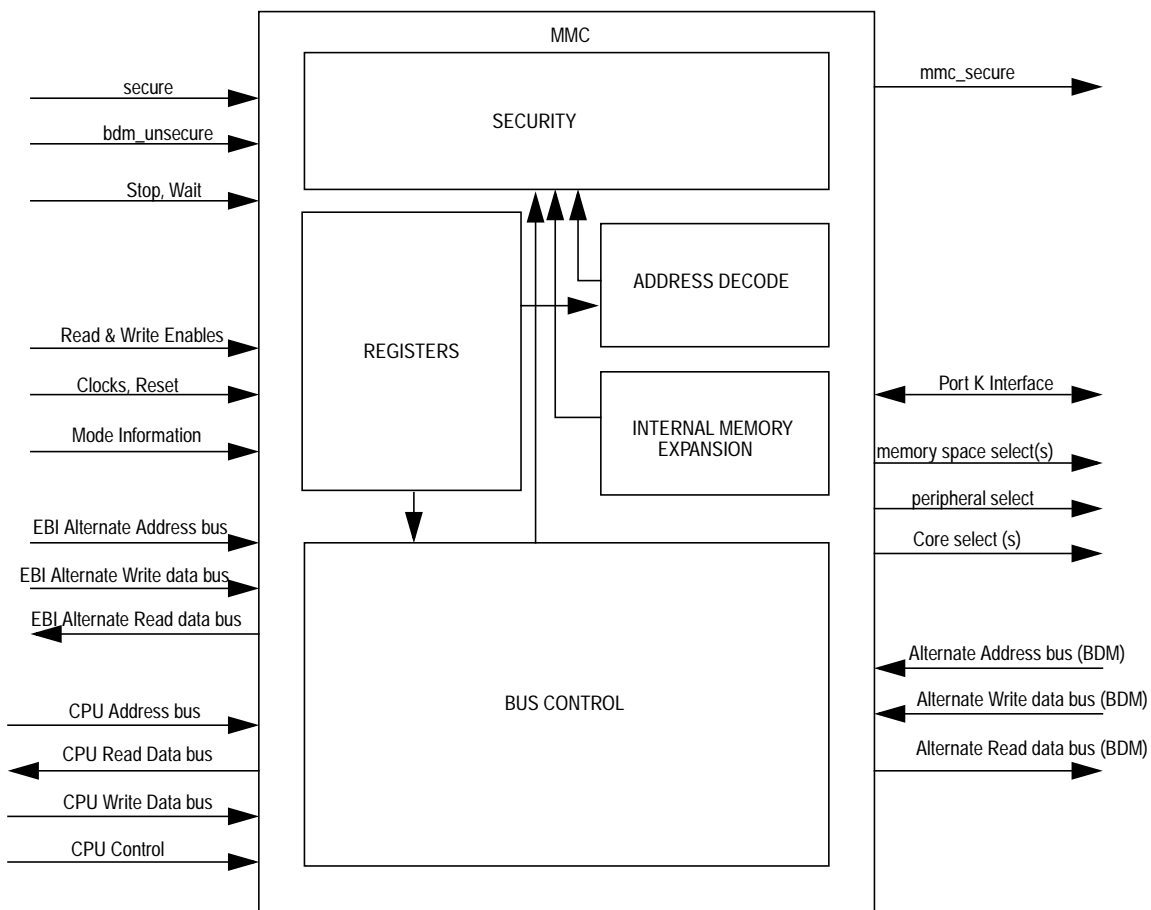 MMC
secure
bdm_unsecure
Stop, Wait
Read & Write Enables
Clocks, Reset
Mode Information
EBI Alternate Address bus
EBI Alternate Write data bus
EBI Alternate Read data bus
CPU Address bus
CPU Read Data bus
CPU Write Data bus
CPU Control
SECURITY
REGISTERS
ADDRESS DECODE
INTERNAL MEMORY
EXPANSION
BUS CONTROL
mmc_secure
Port K Interface
memory space select(s)
peripheral select
Core select (s)
Alternate Address bus (BDM)
Alternate Write data bus (BDM)
Alternate Read data bus (BDM)